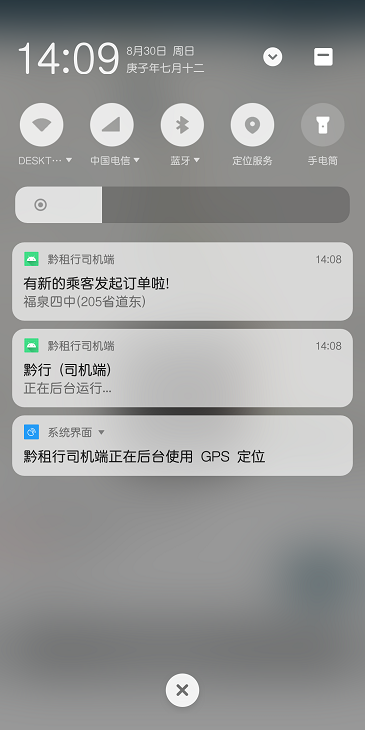 14:09
8月30日 周日
庚子年七月十二
DESKT…
中国电信
蓝牙
定位服务
手电筒
黔租行司机端 14:08
有新的乘客发起订单啦!
福泉四中(205省道东)
黔租行司机端 14:08
黔行（司机端）
正在后台运行...
系统界面
黔租行司机端正在后台使用 GPS 定位